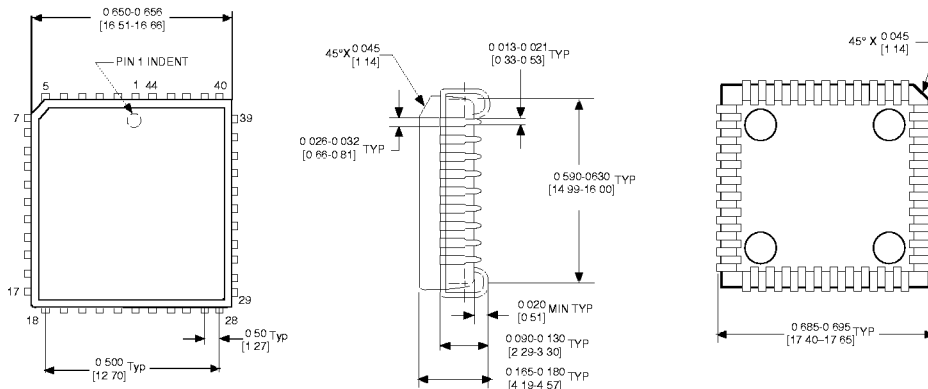 0 650-0 656
[16 51-16 66]
PIN 1 INDENT
5
1 44
40
7
39
17
29
18
28
0 50 Typ
[1 27]
0 500 Typ
[12 70]
45° X 0 045
[1 14]
0 013-0 021 TYP
[0 33-0 53]
0 026-0 032 TYP
[0 66-0 81]
0 590-0630 TYP
[14 99-16 00]
0 020 MIN TYP
[0 51]
0 090-0 130 TYP
[2 29-3 30]
0 165-0 180 TYP
[4 19-4 57]
45° X 0 045
[1 14]
0 685-0 695 TYP
[17 40-17 65]